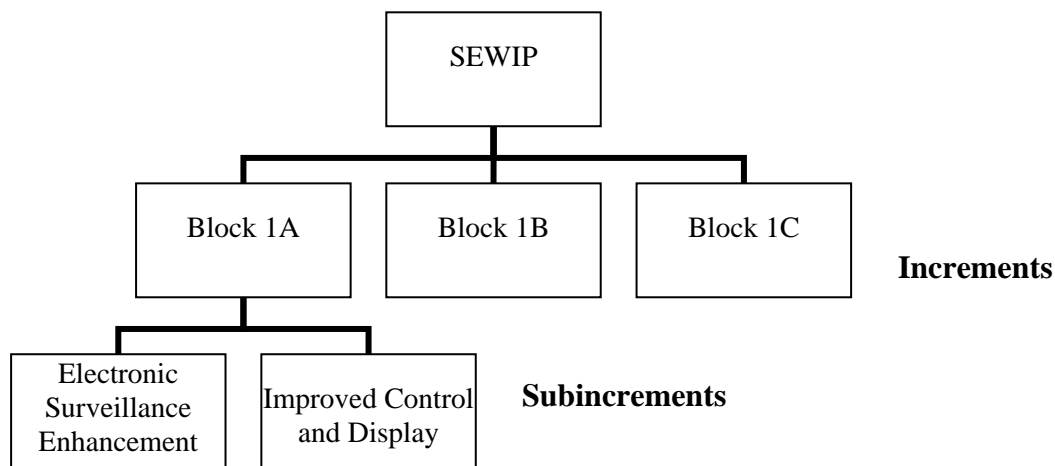 SEWIP
Block 1A
Block 1B
Block 1C
Increments
Electronic
Surveillance
Enhancement
Improved Control
and Display
Subincrements